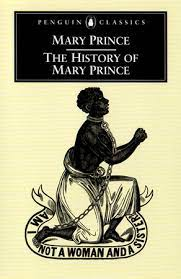 PENGUIN CLASSICS
MARY PRINCE
THE HISTORY OF
MARY PRINCE
AM I NOT A WOMAN AND A SISTER